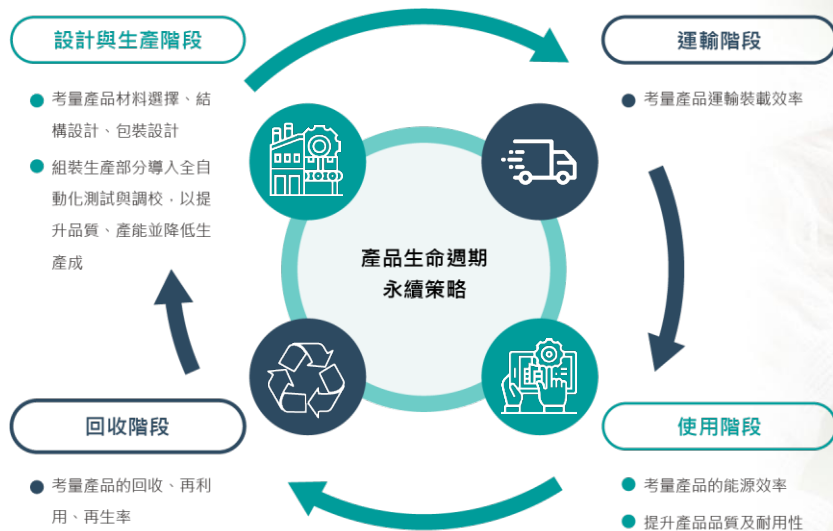 設計與生產階段
考量產品材料選擇、結
構設計、包裝設計
組裝生產部分導入全自
動化測試與調校，以提
升品質、產能並降低生
產成
運輸階段
考量產品運輸裝載效率
產品生命週期
永續策略
回收階段
考量產品的回收、再利
用、再生率
使用階段
考量產品的能源效率
提升產品品質及耐用性